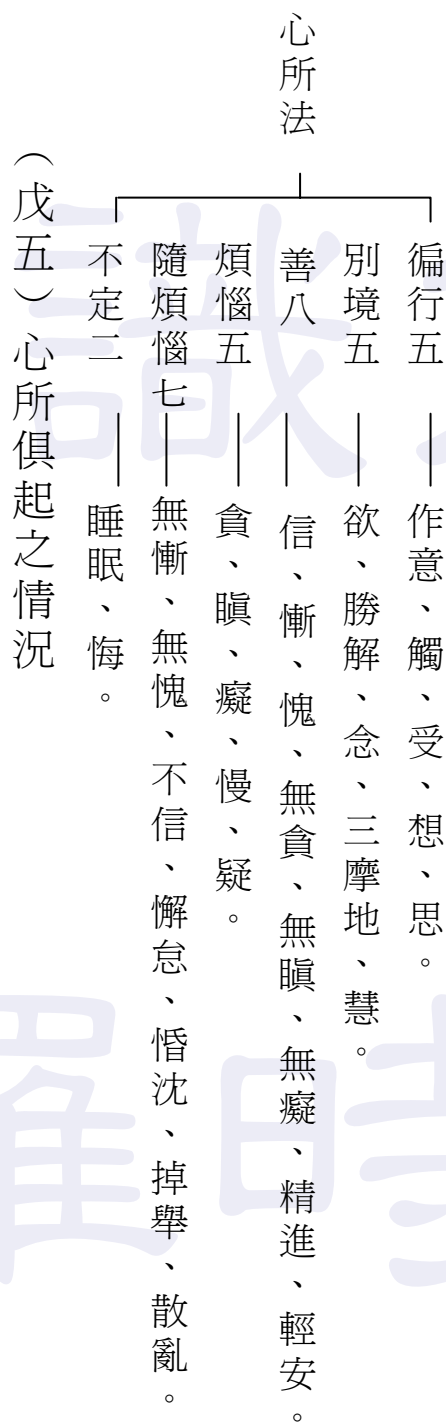 心所法
徧行五 作意、觸、受、想、思。
別境五 欲、勝解、念、三摩地、慧。
善八 信、慚、愧、無貪、無瞋、無癡、精進、輕安。
煩惱五 貪、瞋、癡、慢、疑。
隨煩惱七 無慚、無愧、不信、懈怠、惛沈、掉舉、散亂。
不定二 睡眠、悔。
（戊五）心所俱起之情況